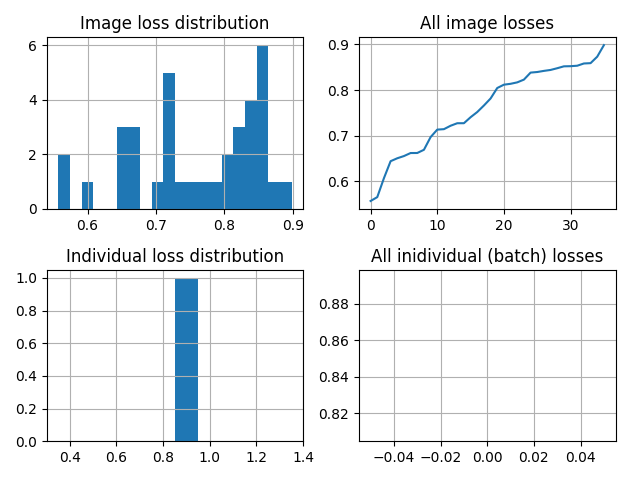 Image loss distribution
6
4
2
0
0.6 0.7 0.8 0.9
All image losses
0.9
0.8
0.7
0.6
0 10 20 30
Individual loss distribution
1.0
0.8
0.6
0.4
0.2
0.0
0.4 0.6 0.8 1.0 1.2 1.4
All inidividual (batch) losses
0.88
0.86
0.84
0.82
−0.04 −0.02 0.00 0.02 0.04